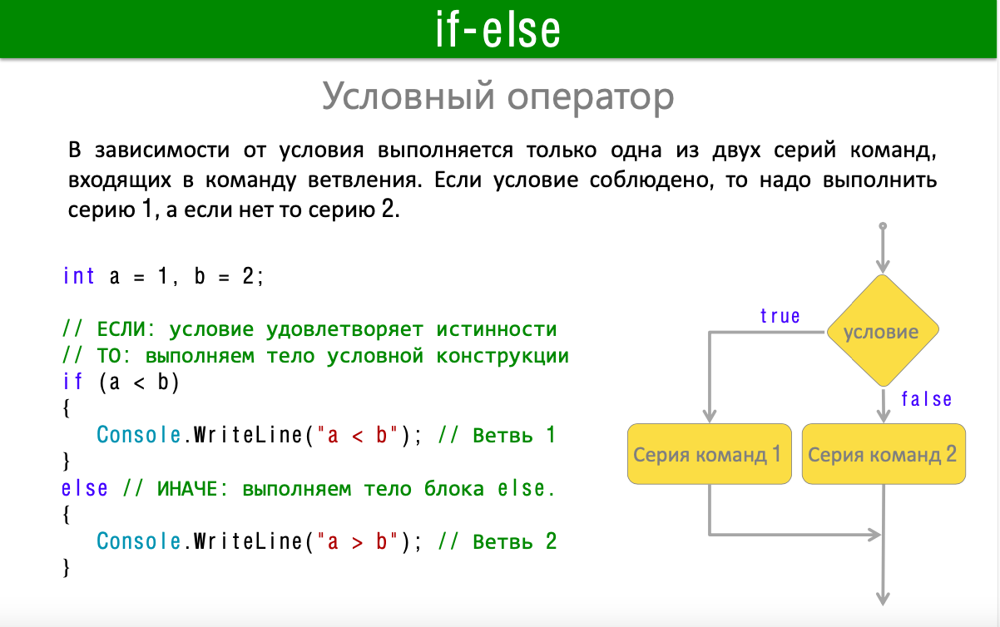 if-else
Условный оператор
В зависимости от условия выполняется только одна из двух серий команд,
входящих в команду ветвления. Если условие соблюдено, то надо выполнить
серию 1, а если нет то серию 2.
int a = 1, b = 2;
// ЕСЛИ: условие удовлетворяет истинности
// ТО: выполняем тело условной конструкции
if (a < b)
{
Console.WriteLine("a < b"); // Ветвь 1
}
else // ИНАЧЕ: выполняем тело блока else.
{
Console.WriteLine("a > b"); // Ветвь 2
}
true
условие
false
Серия команд 1
Серия команд 2